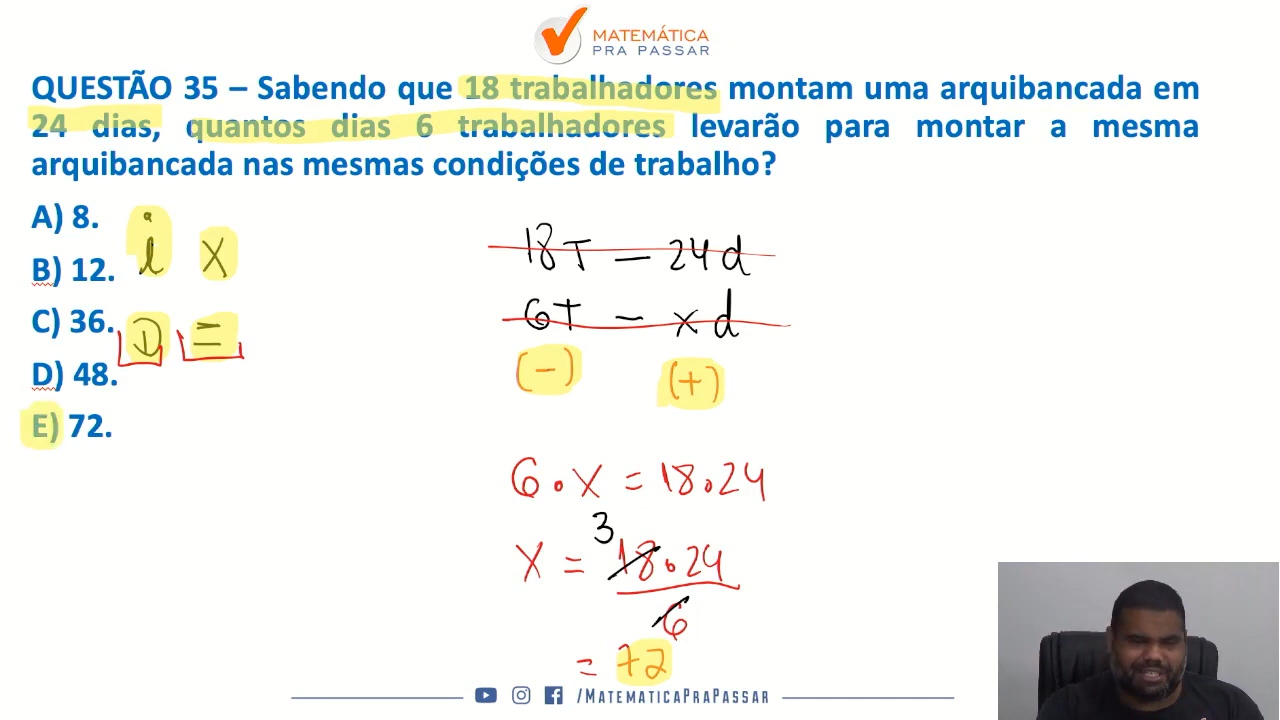 MATEMÁTICA
PRA PASSAR
QUESTÃO 35 – Sabendo que 18 trabalhadores montam uma arquibancada em
24 dias, quantos dias 6 trabalhadores levarão para montar a mesma
arquibancada nas mesmas condições de trabalho?
A) 8.
B) 12.
C) 36.
D) 48.
E) 72.
i X
D =
18T — 24d
6T — xd
(-) (+)
6.X = 18.24
3
X = 18.24
6
= 72
/MATEMATICAPRAPASSAR